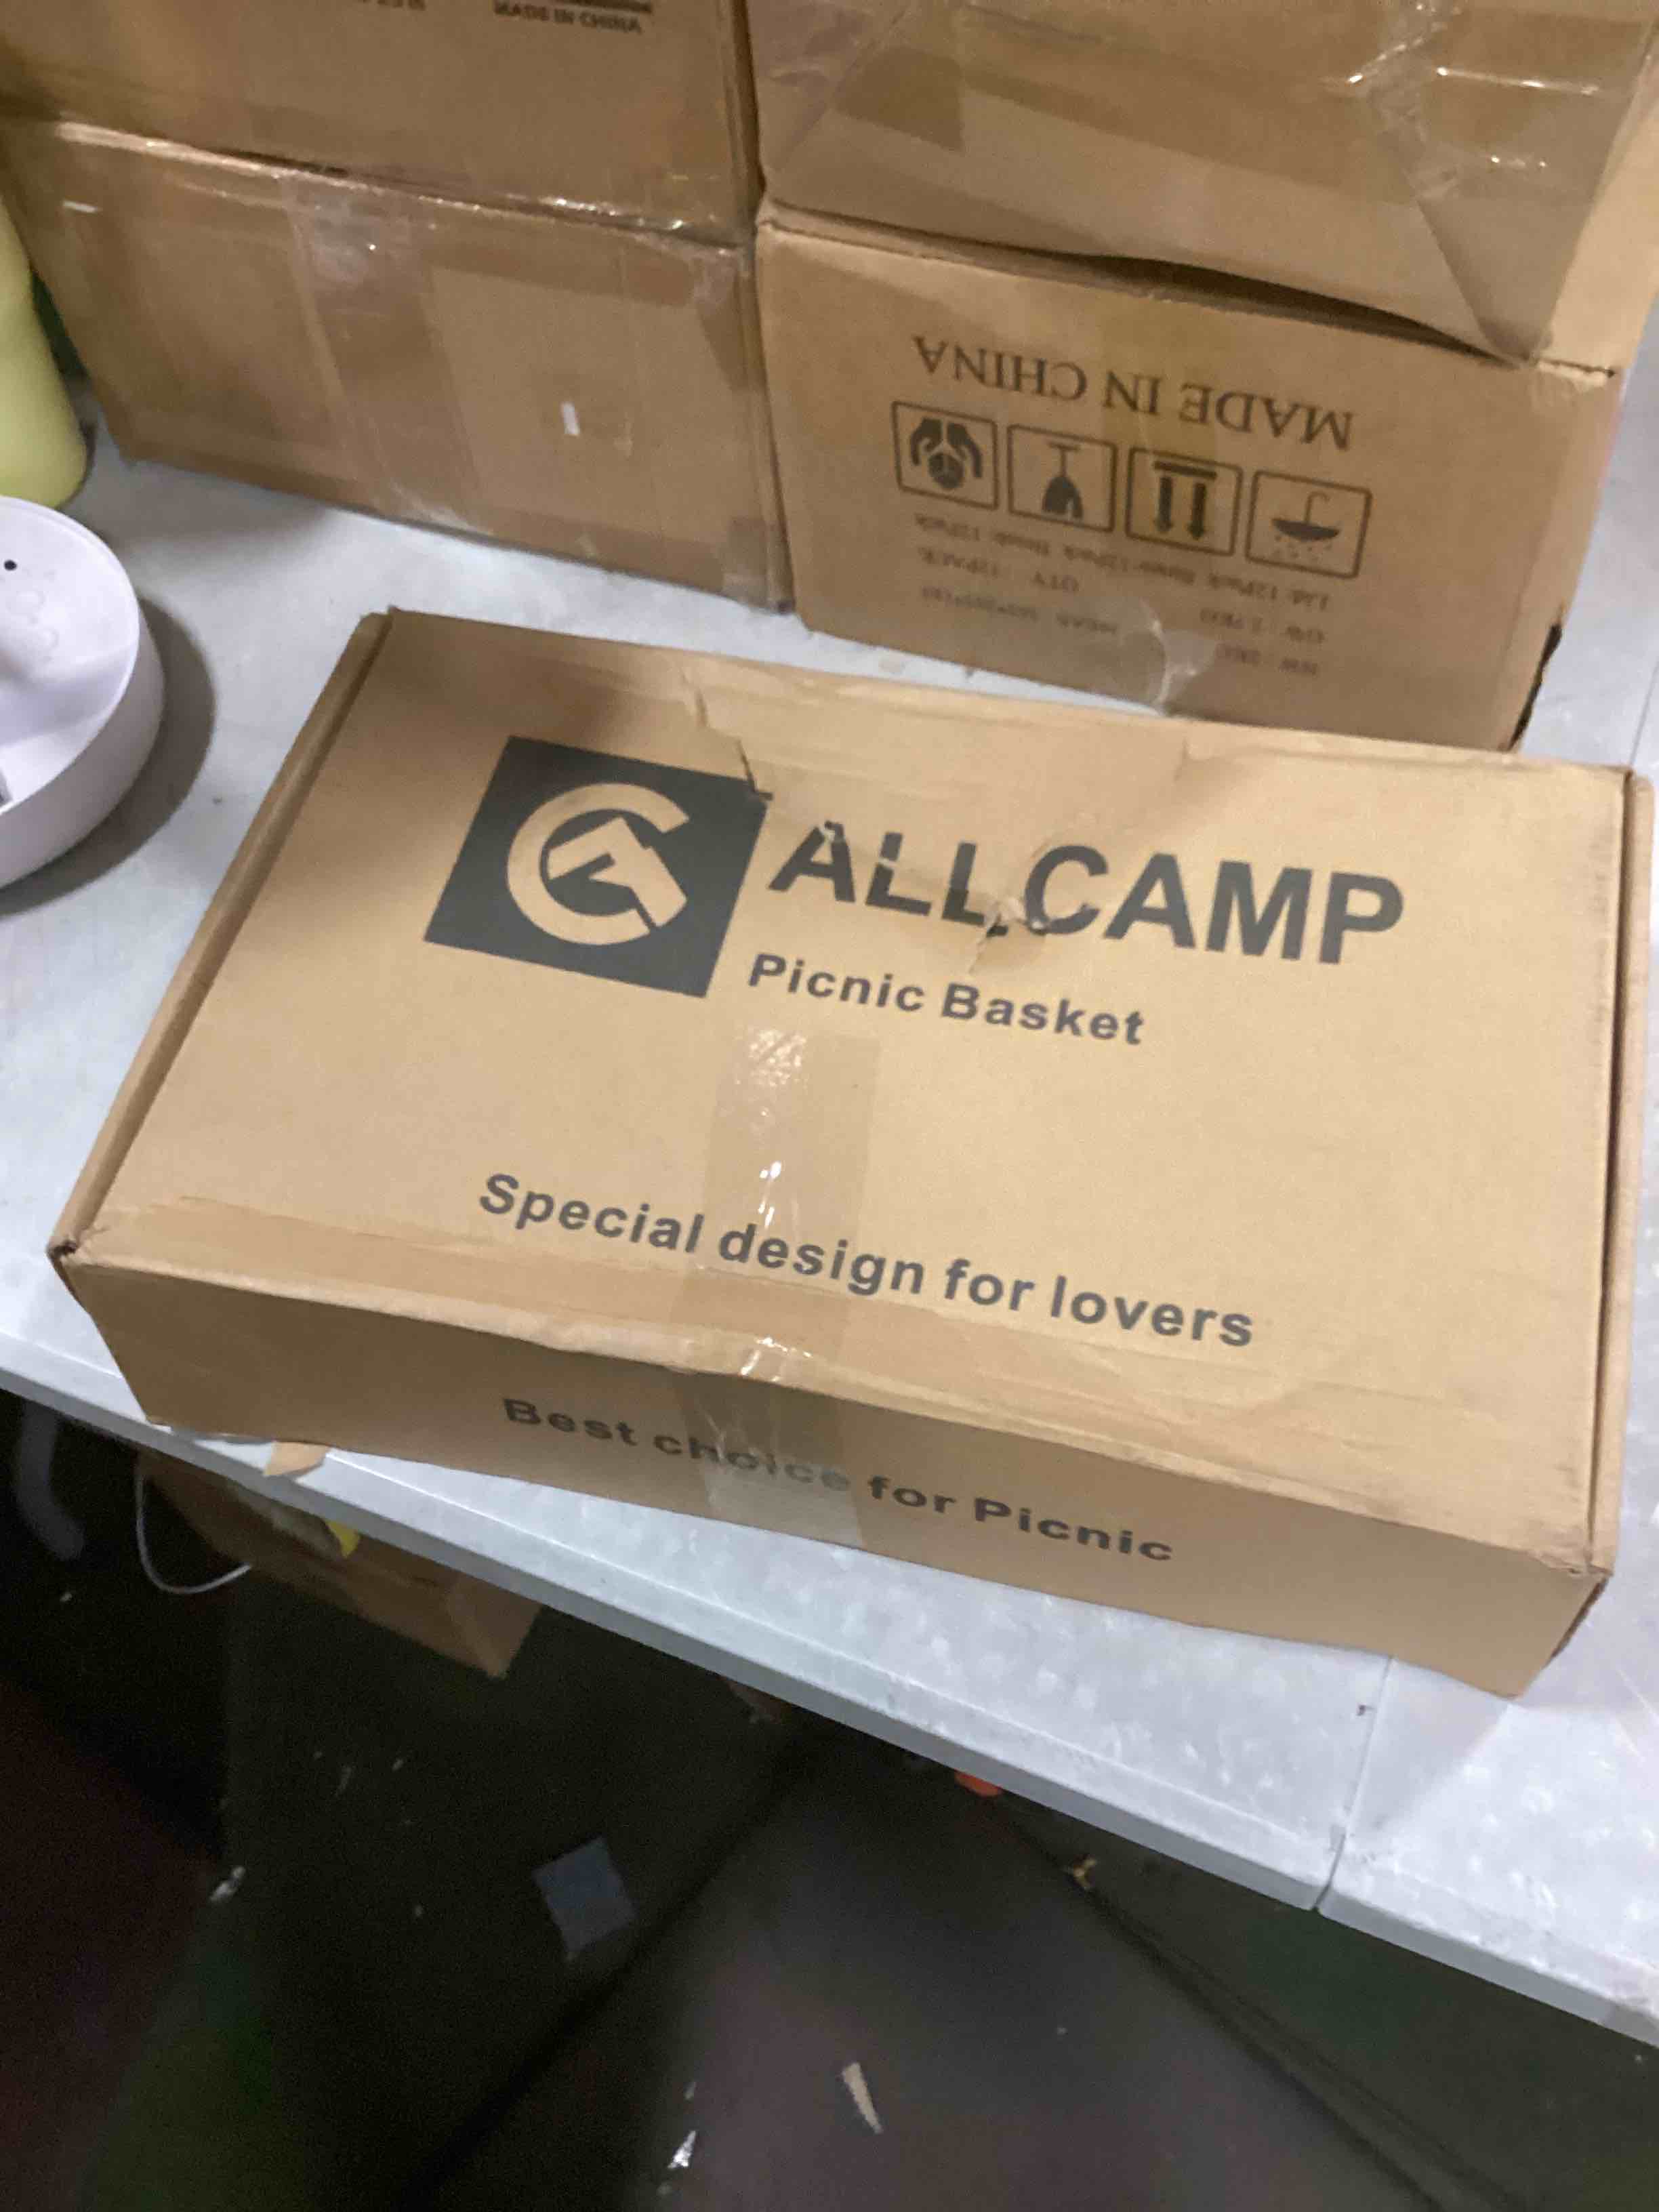 MADE IN CHINA
MADE IN CHINA
ALLCAMP
Picnic Basket
Special design for lovers
Best choice for Picnic